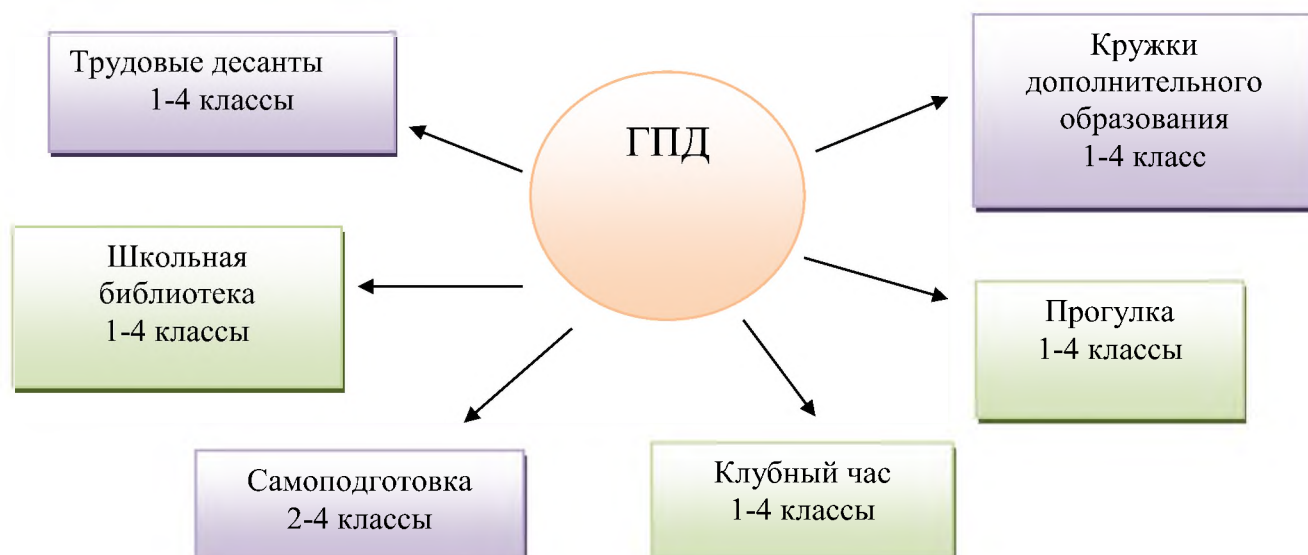 Трудовые десанты
1-4 классы
ГПД
Кружки
дополнительного
образования
1-4 класс
Школьная
библиотека
1-4 классы
Прогулка
1-4 классы
Самоподготовка
2-4 классы
Клубный час
1-4 классы